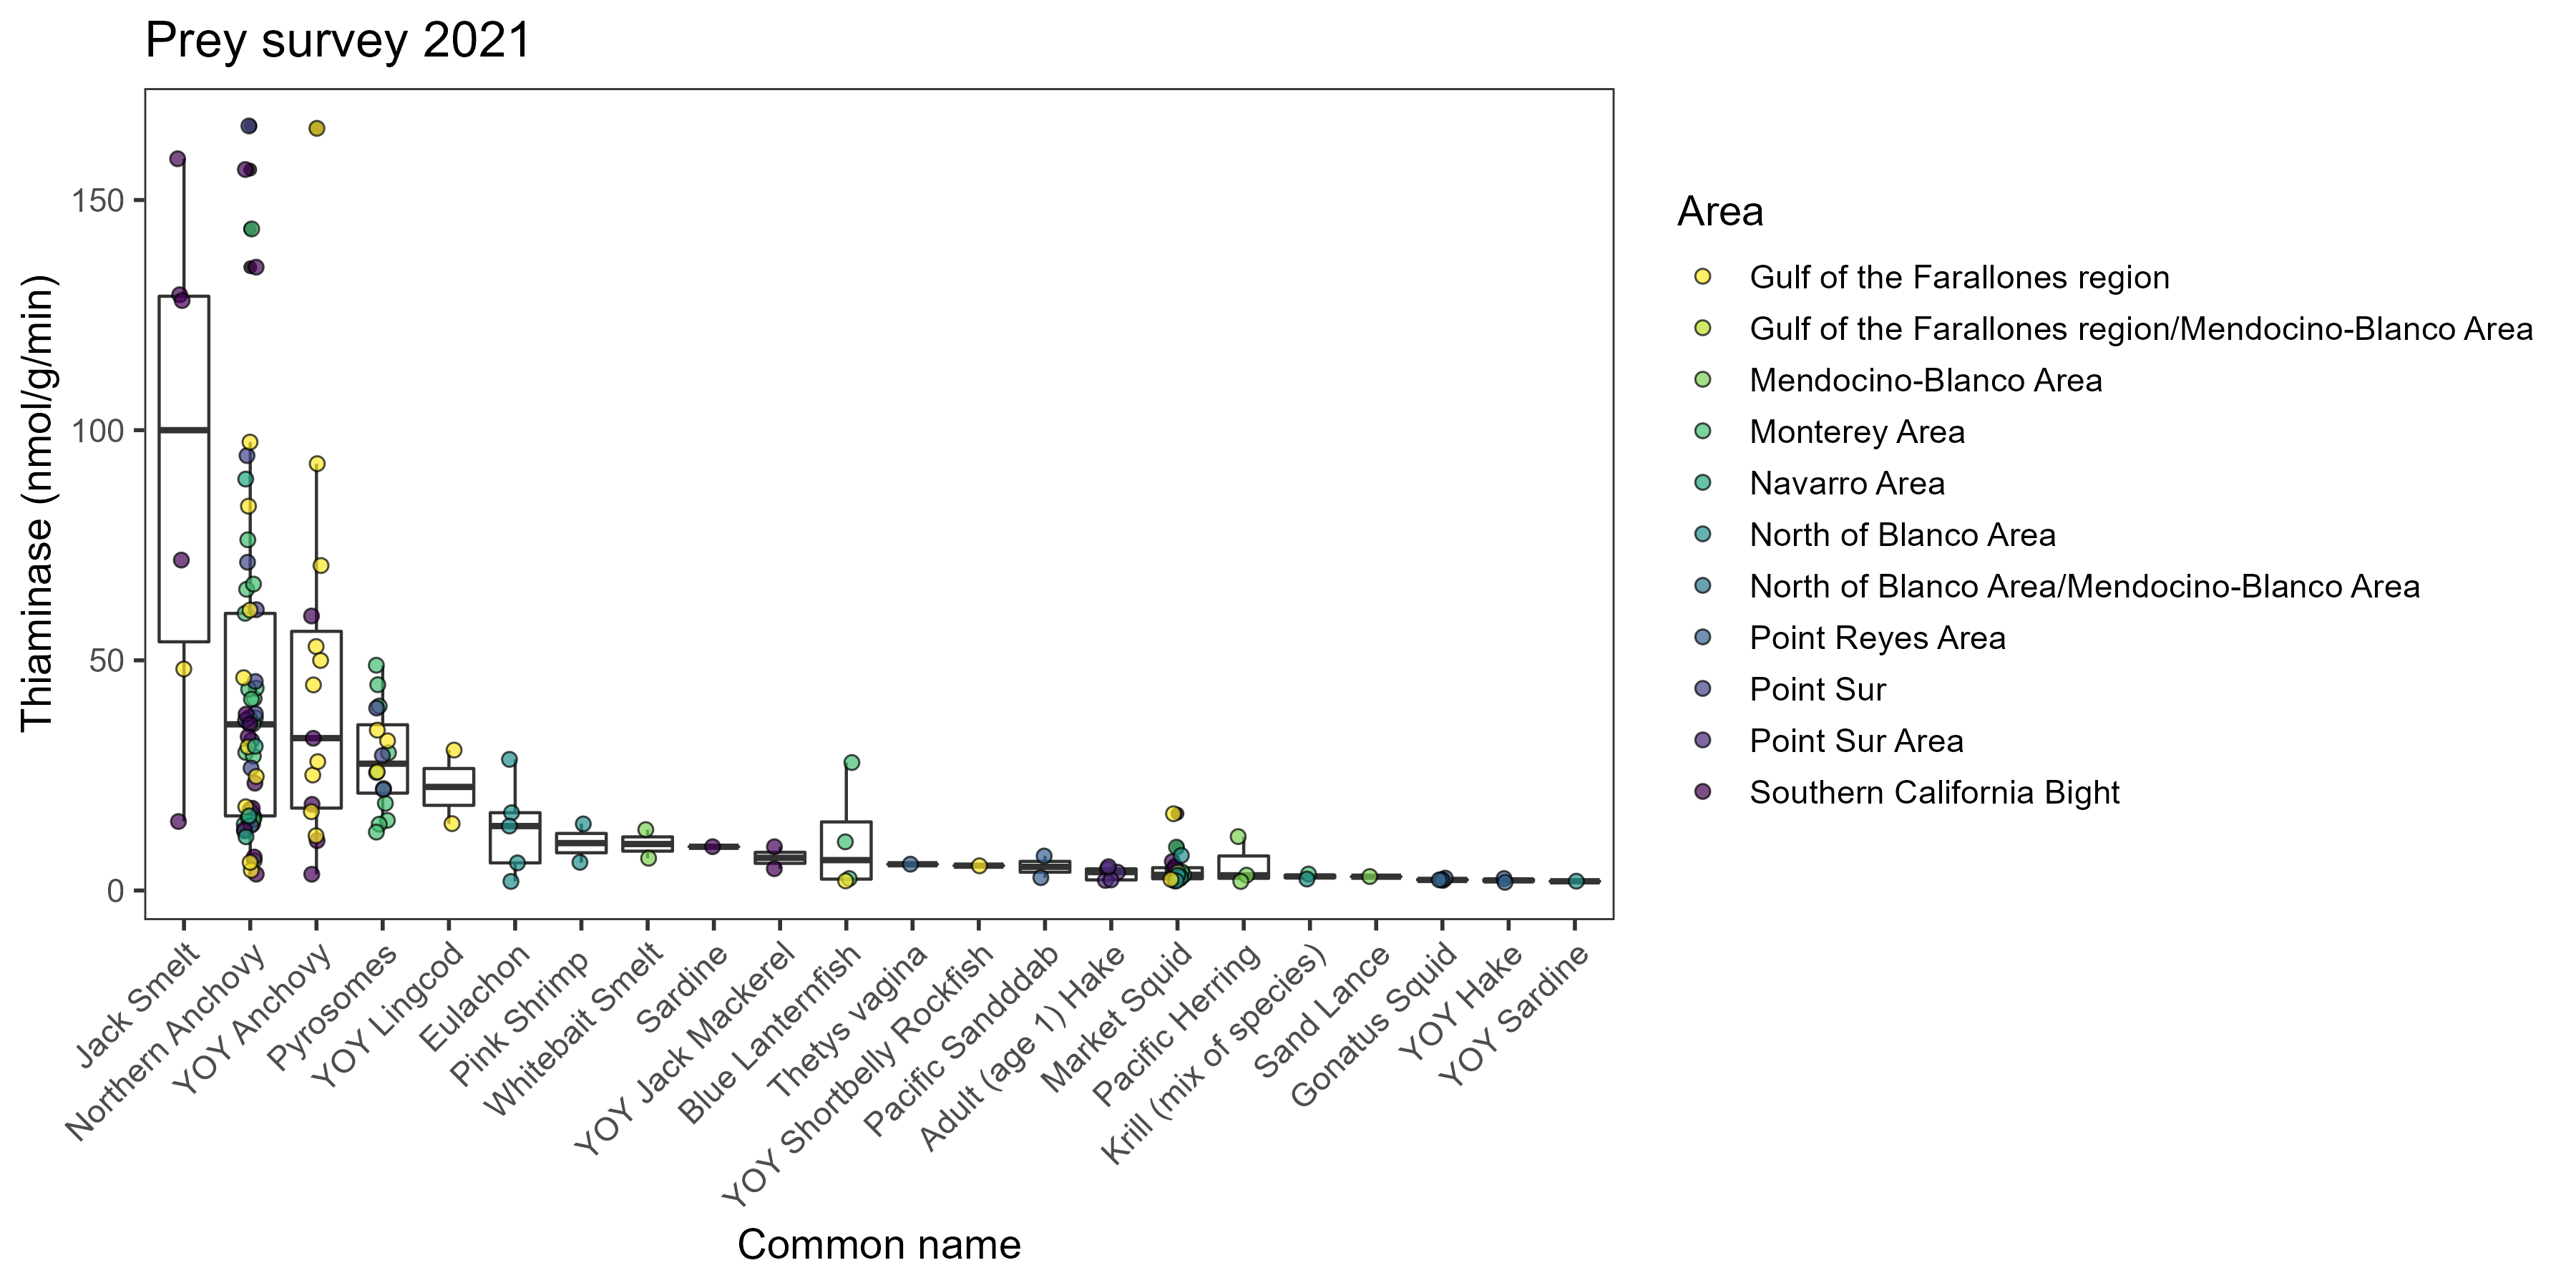 Prey survey 2021
Thiaminase (nmol/g/min)
150
100
50
0
Jack Smelt
Northern Anchovy
YOY Anchovy
Pyrosomes
YOY Lingcod
Eulachon
Pink Shrimp
Whitebait Smelt
Sardine
YOY Jack Mackerel
Blue Lanternfish
Thetys vagina
YOY Shortbelly Rockfish
Pacific Sandddab
Adult (age 1) Hake
Market Squid
Pacific Herring
Krill (mix of species)
Sand Lance
Gonatus Squid
YOY Hake
YOY Sardine
Common name
Area
Gulf of the Farallones region
Gulf of the Farallones region/Mendocino-Blanco Area
Mendocino-Blanco Area
Monterey Area
Navarro Area
North of Blanco Area
North of Blanco Area/Mendocino-Blanco Area
Point Reyes Area
Point Sur
Point Sur Area
Southern California Bight